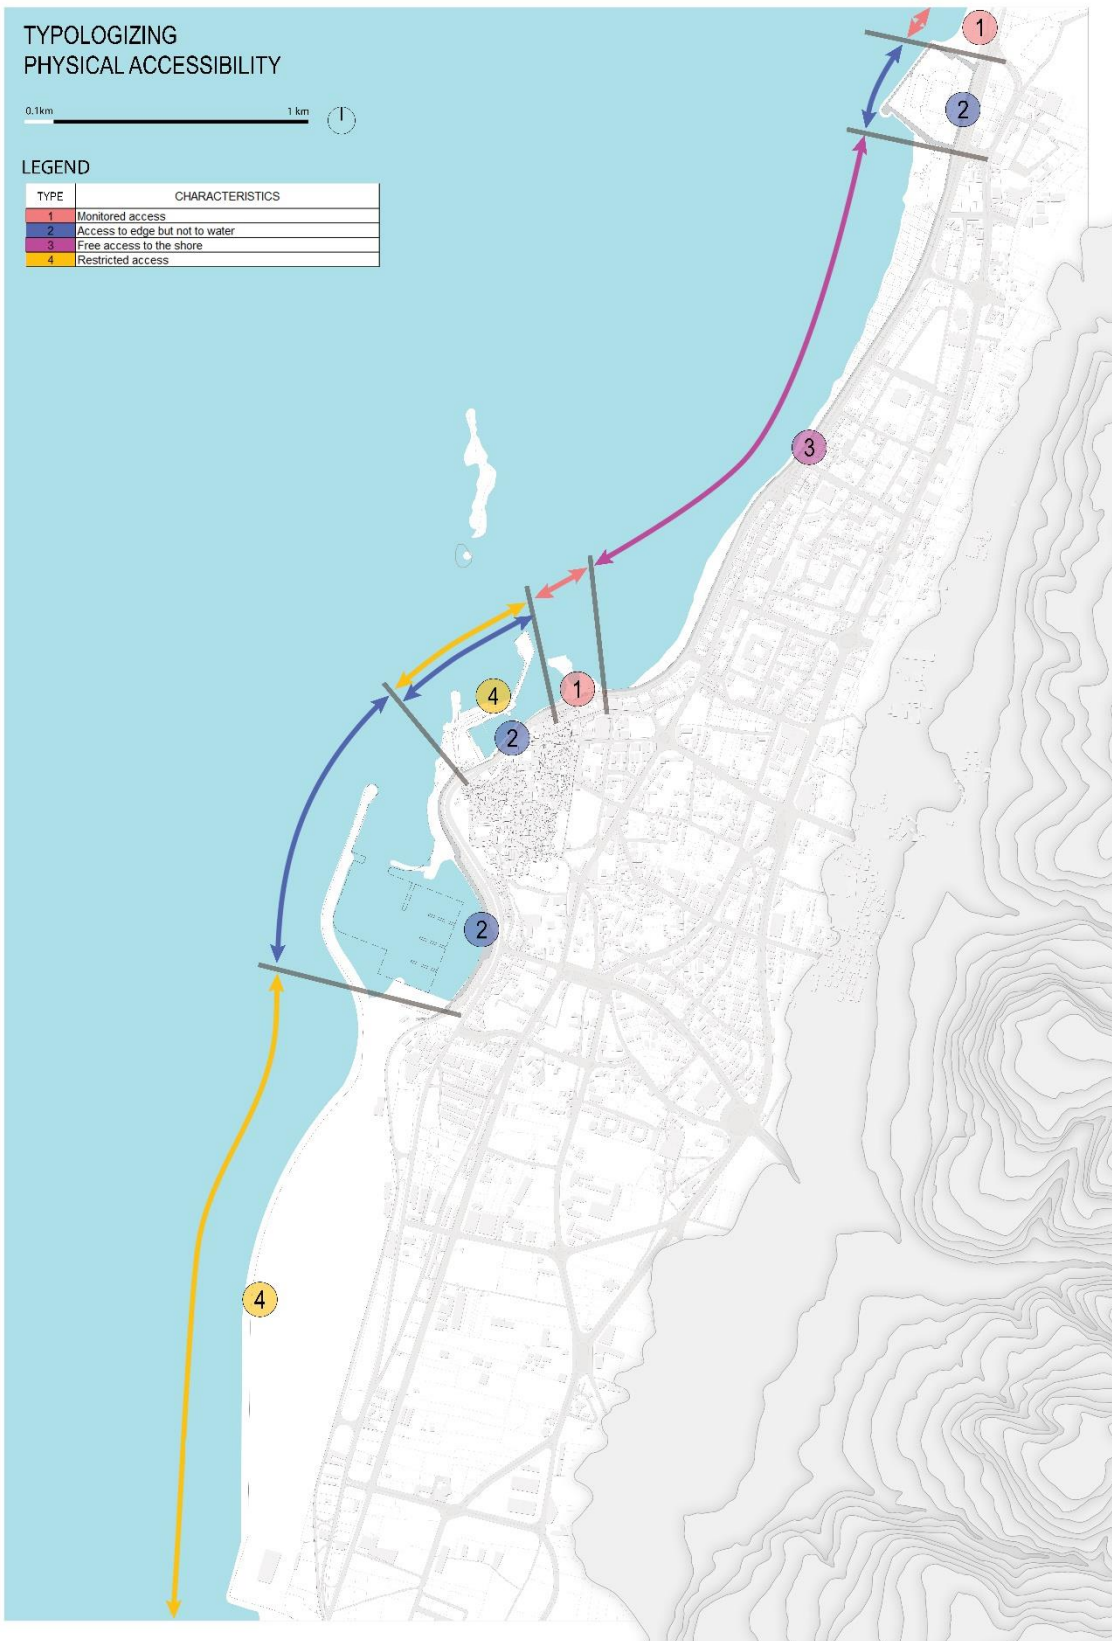 TYPOLOGIZING
PHYSICAL ACCESSIBILITY
0.1km 1 km
LEGEND
TYPE CHARACTERISTICS
1 Monitored access
2 Access to edge but not to water
3 Free access to the shore
4 Restricted access
1
2
3
1
4
2
2
4